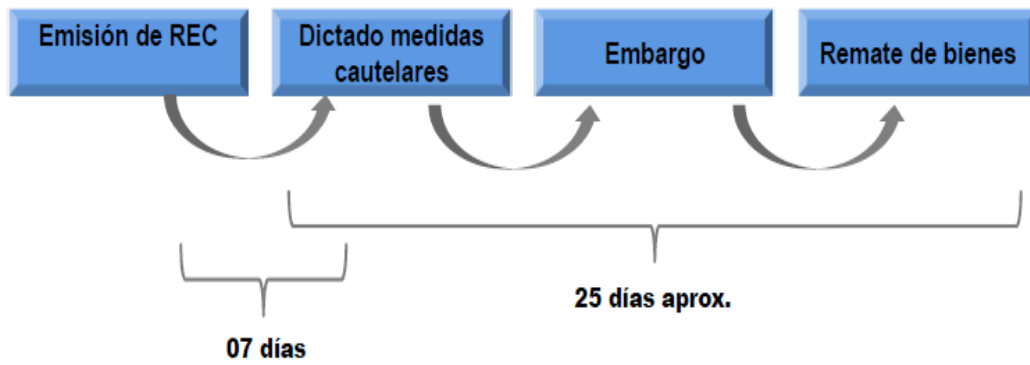 Emisión de REC
Dictado medidas
cautelares
Embargo
Remate de bienes
25 días aprox.
07 días